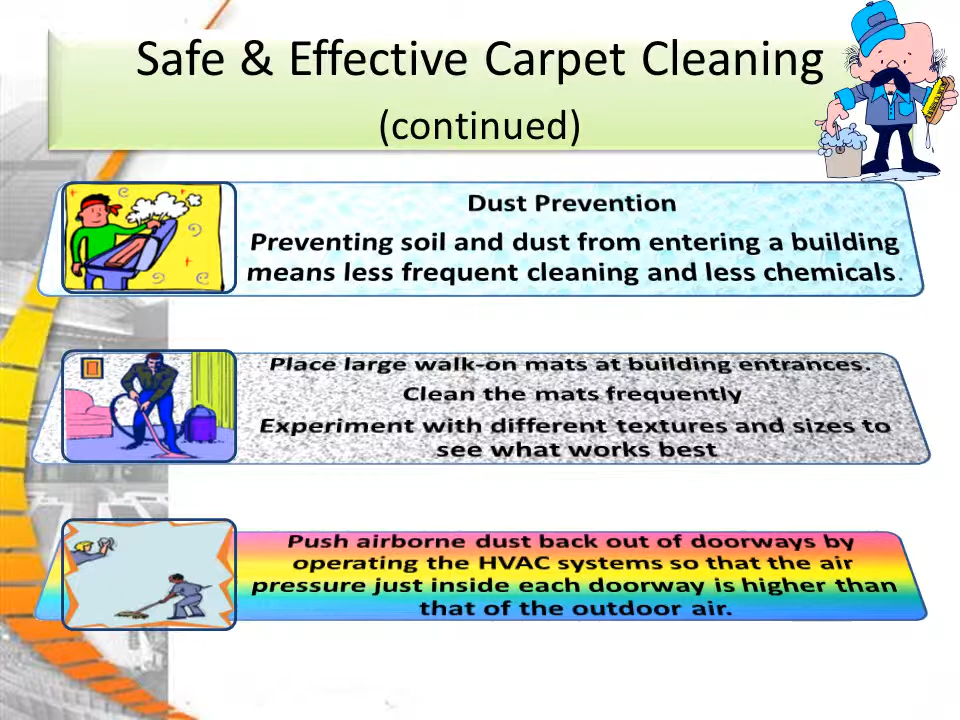 Safe & Effective Carpet Cleaning
(continued)
Dust Prevention
Preventing soil and dust from entering a building
means less frequent cleaning and less chemicals.
Place large walk-on mats at building entrances.
Clean the mats frequently
Experiment with different textures and sizes to
see what works best
Push airborne dust back out of doorways by
operating the HVAC systems so that the air
pressure just inside each doorway is higher than
that of the outdoor air.